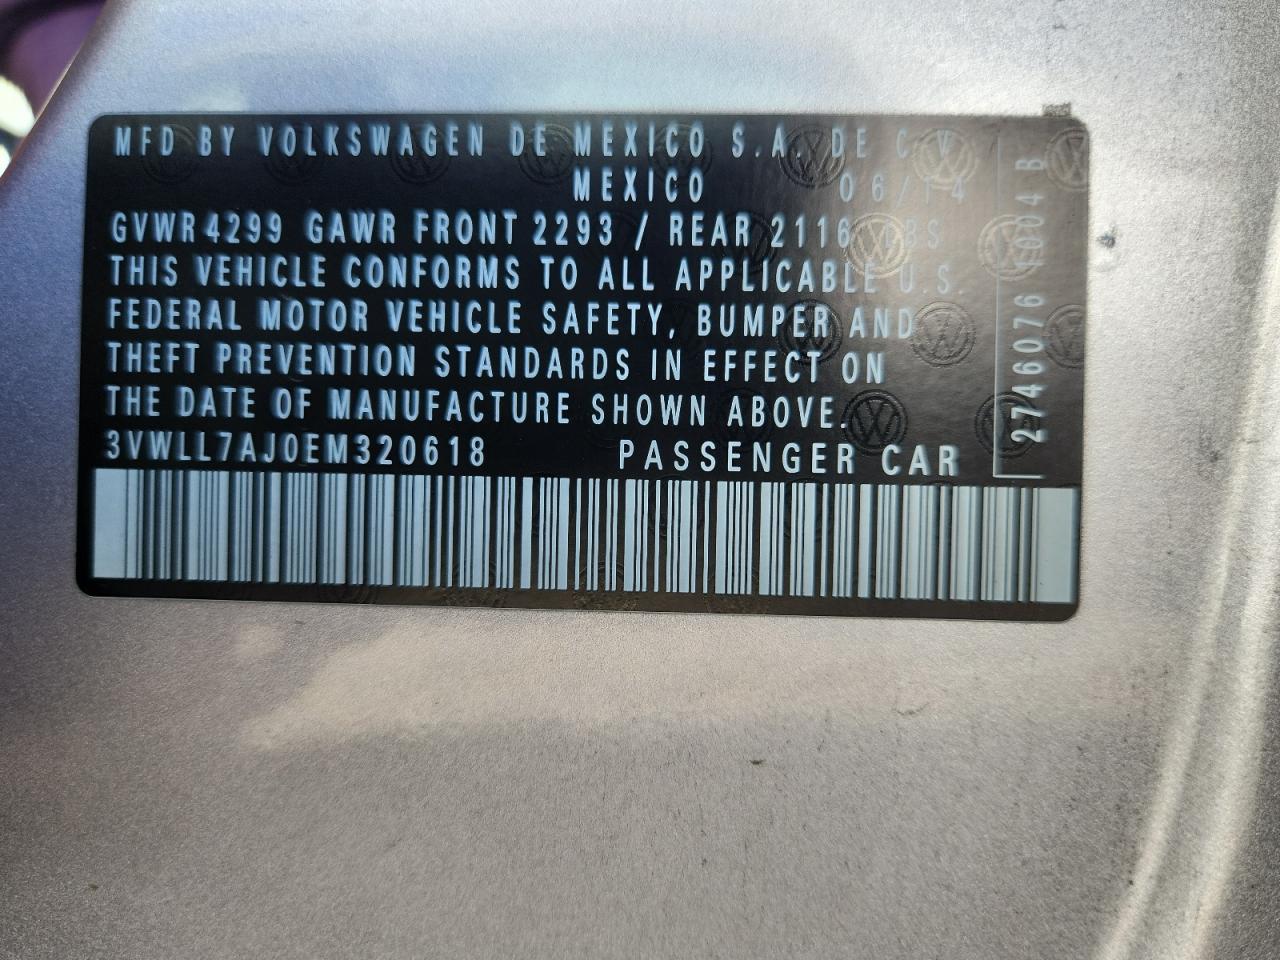 MFD BY VOLKSWAGEN DE MEXICO S.A. DE C.V
MEXICO 06/14
GVWR 4299 GAWR FRONT 2293 / REAR 2116 LBS
THIS VEHICLE CONFORMS TO ALL APPLICABLE U.S.
FEDERAL MOTOR VEHICLE SAFETY, BUMPER AND
THEFT PREVENTION STANDARDS IN EFFECT ON
THE DATE OF MANUFACTURE SHOWN ABOVE.
3VWLL7AJ0EM320618 PASSENGER CAR
2746076 B